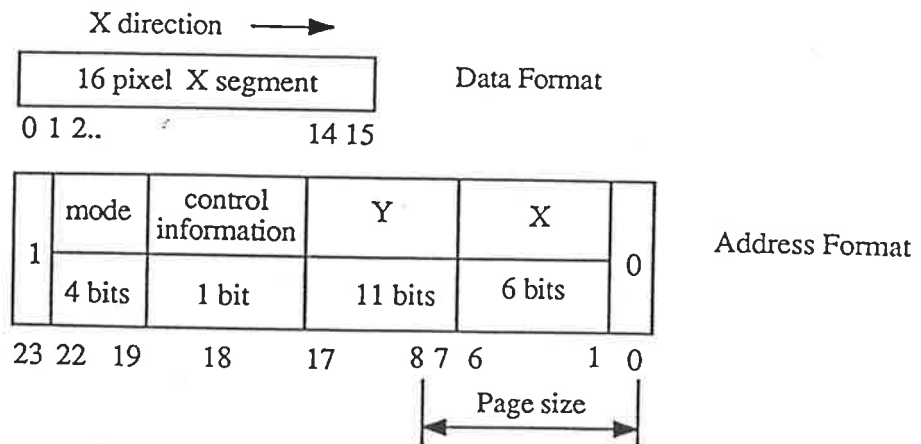 X direction
16 pixel X segment
Data Format
0 1 2..
14 15
1
mode
control
information
Y
X
0
Address Format
4 bits
1 bit
11 bits
6 bits
23 22 19 18 17 8 7 6 1 0
Page size